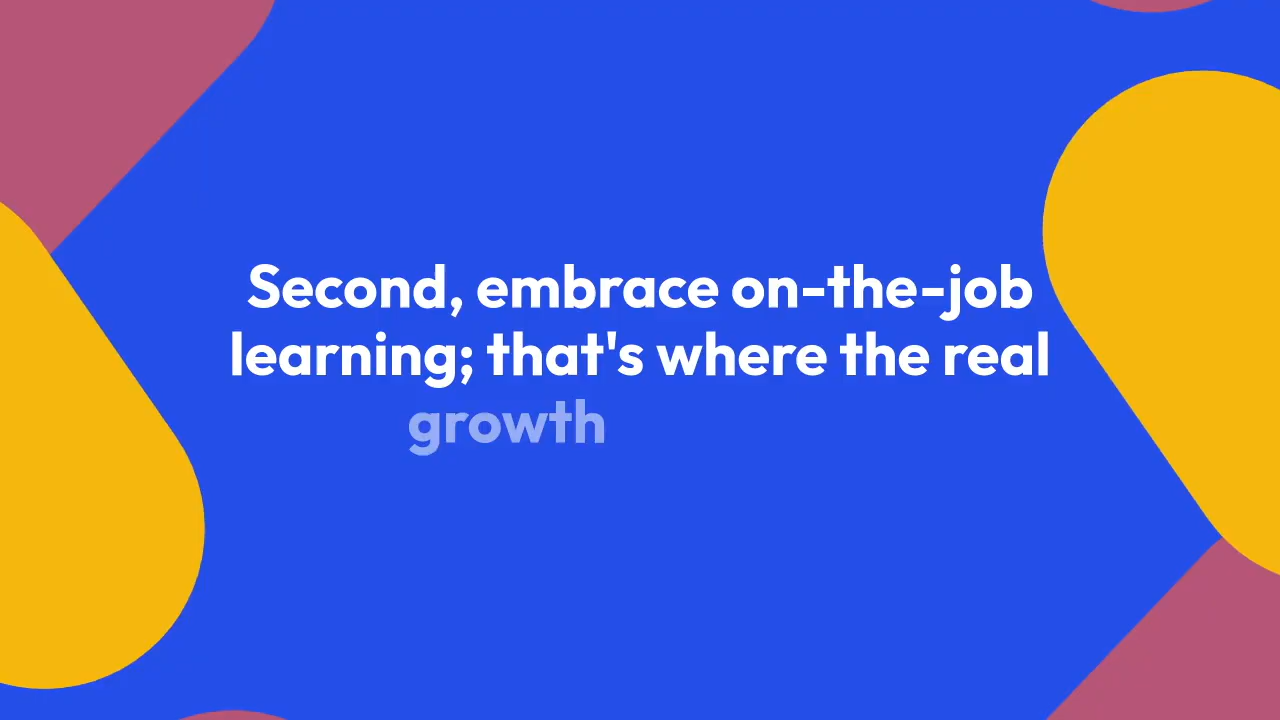 Second, embrace on-the-job
learning; that's where the real
growth